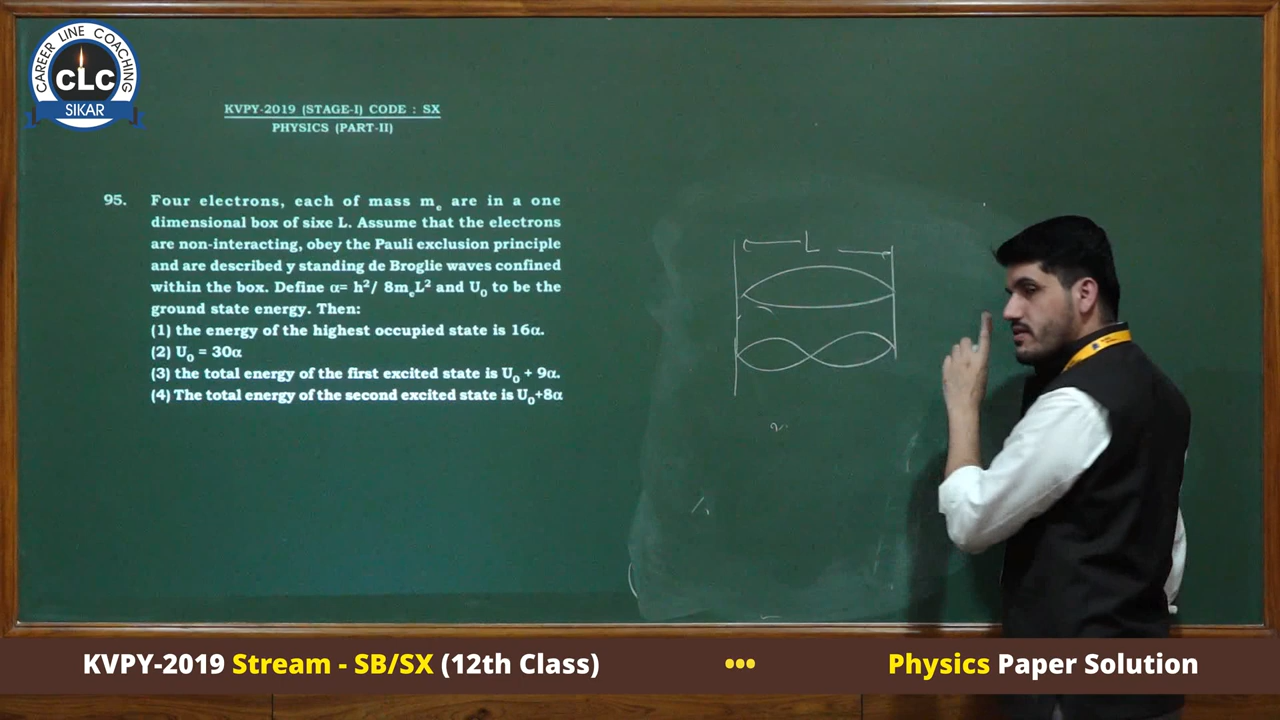 CAREER LINE COACHING
CLC
SIKAR
KVPY-2019 (STAGE-I) CODE : SX
PHYSICS (PART-II)
95. Four electrons, each of mass mₑ are in a one
dimensional box of sixe L. Assume that the electrons
are non-interacting, obey the Pauli exclusion principle
and are described y standing de Broglie waves confined
within the box. Define α= h²/ 8mₑL² and U₀ to be the
ground state energy. Then:
(1) the energy of the highest occupied state is 16α.
(2) U₀ = 30α
(3) the total energy of the first excited state is U₀ + 9α.
(4) The total energy of the second excited state is U₀+8α
L
KVPY-2019 Stream - SB/SX (12th Class) ••• Physics Paper Solution